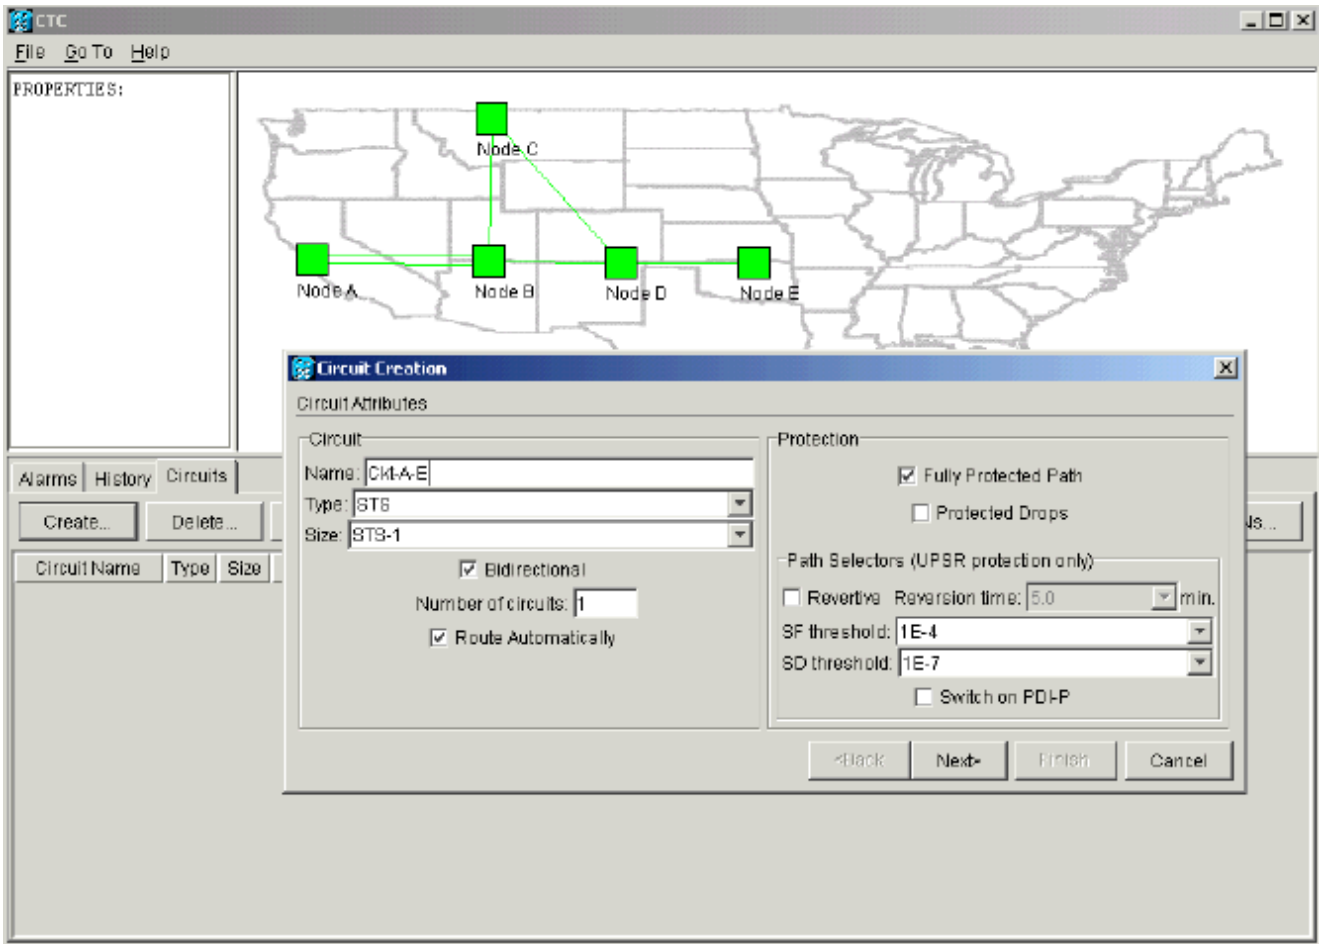 CTC
File Go To Help
PROPERTIES:
Node C
Node A
Node B
Node D
Node E
Circuit Creation
Circuit Attributes
Circuit
Name: Ckt-A-E
Type: STS
Size: STS-1
Bidirectional
Number of circuits: 1
Route Automatically
Protection
Fully Protected Path
Protected Drops
Path Selectors (UPSR protection only)
Revertive Reversion time: 5.0 min.
SF threshold: 1E-4
SD threshold: 1E-7
Switch on PDI-P
<Back Next> Finish Cancel
Alarms History Circuits
Create... Delete...
Circuit Name Type Size